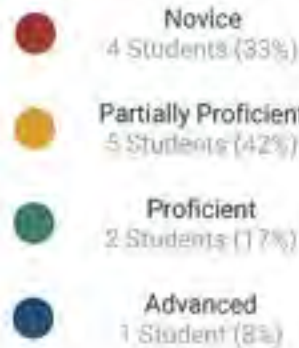 Novice
4 Students (33%)
Partially Proficient
5 Students (42%)
Proficient
2 Students (17%)
Advanced
1 Student (8%)